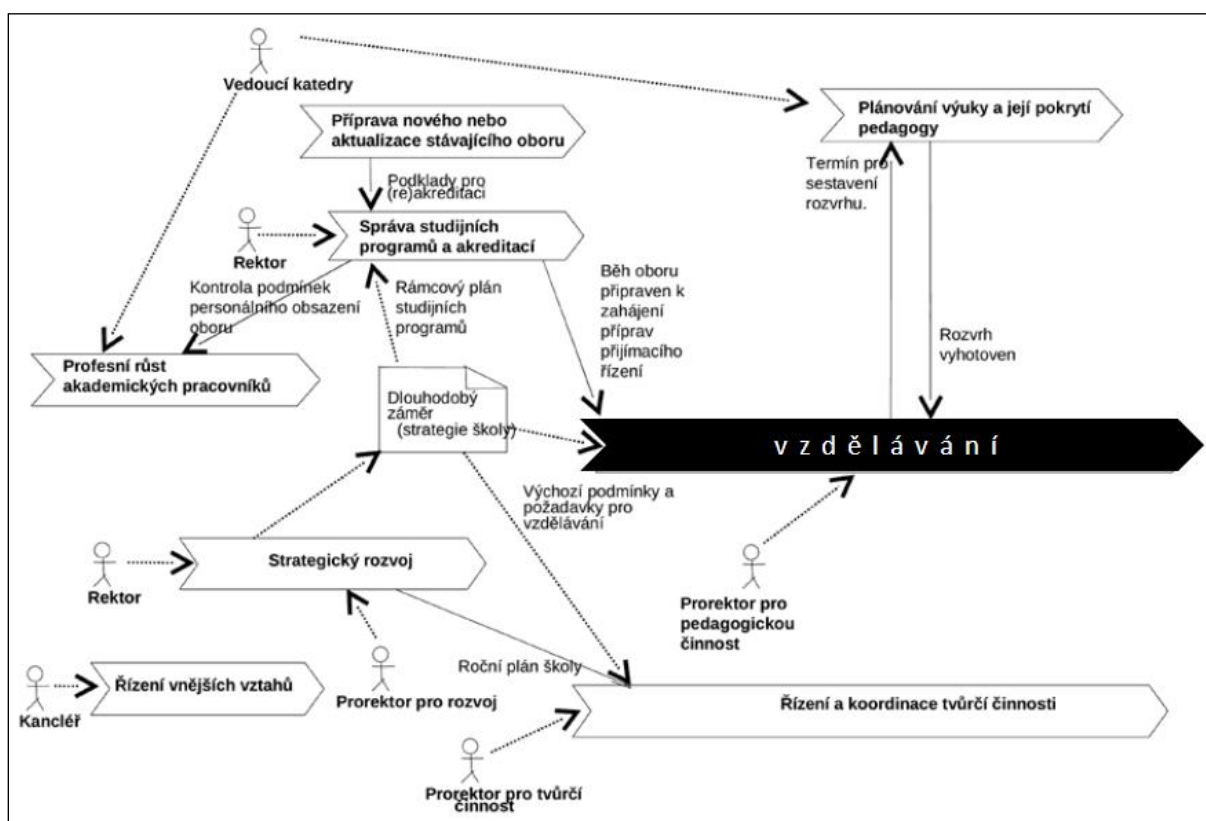 Vedoucí katedry
Příprava nového nebo
aktualizace stávajícího oboru
Plánování výuky a její pokrytí
pedagogy
Podklady pro
(re)akreditaci
Termín pro
sestavení
rozvrhu.
Správa studijních
programů a akreditací
Rektor
Kontrola podmínek
personálního obsazení
oboru
Rámcový plán
studijních
programů
Běh oboru
připraven k
zahájení
příprav
přijímacího
řízení
Rozvrh
vyhotoven
Profesní růst
akademických pracovníků
Dlouhodobý
záměr
(strategie školy)
vzdělávání
Výchozí podmínky a
požadavky pro
vzdělávání
Strategický rozvoj
Rektor
Prorektor pro
pedagogickou
činnost
Roční plán školy
Řízení vnějších vztahů
Kancléř
Prorektor pro rozvoj
Řízení a koordinace tvůrčí činnosti
Prorektor pro tvůrčí
činnost